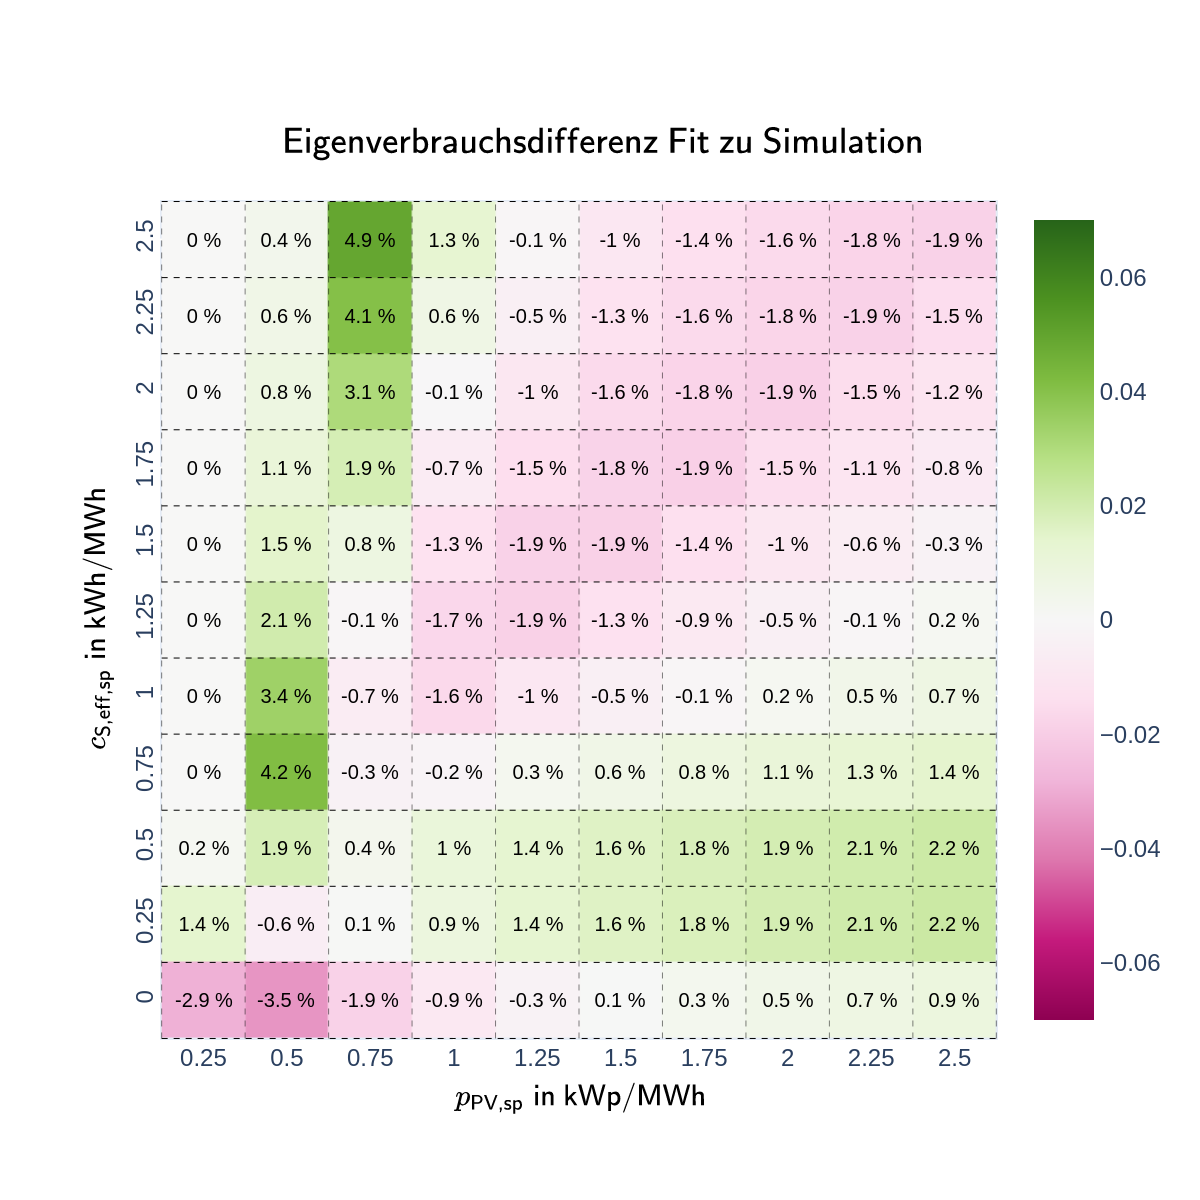 Eigenverbrauchsdifferenz Fit zu Simulation
2.5 0 % 0.4 % 4.9 % 1.3 % -0.1 % -1 % -1.4 % -1.6 % -1.8 % -1.9 %
2.25 0 % 0.6 % 4.1 % 0.6 % -0.5 % -1.3 % -1.6 % -1.8 % -1.9 % -1.5 %
2 0 % 0.8 % 3.1 % -0.1 % -1 % -1.6 % -1.8 % -1.9 % -1.5 % -1.2 %
1.75 0 % 1.1 % 1.9 % -0.7 % -1.5 % -1.8 % -1.9 % -1.5 % -1.1 % -0.8 %
1.5 0 % 1.5 % 0.8 % -1.3 % -1.9 % -1.9 % -1.4 % -1 % -0.6 % -0.3 %
1.25 0 % 2.1 % -0.1 % -1.7 % -1.9 % -1.3 % -0.9 % -0.5 % -0.1 % 0.2 %
1 0 % 3.4 % -0.7 % -1.6 % -1 % -0.5 % -0.1 % 0.2 % 0.5 % 0.7 %
0.75 0 % 4.2 % -0.3 % -0.2 % 0.3 % 0.6 % 0.8 % 1.1 % 1.3 % 1.4 %
0.5 0.2 % 1.9 % 0.4 % 1 % 1.4 % 1.6 % 1.8 % 1.9 % 2.1 % 2.2 %
0.25 1.4 % -0.6 % 0.1 % 0.9 % 1.4 % 1.6 % 1.8 % 1.9 % 2.1 % 2.2 %
0 -2.9 % -3.5 % -1.9 % -0.9 % -0.3 % 0.1 % 0.3 % 0.5 % 0.7 % 0.9 %
0.25 0.5 0.75 1 1.25 1.5 1.75 2 2.25 2.5
p_PV,sp in kWp/MWh
c_S,eff,sp in kWh/MWh
0.06
0.04
0.02
0
−0.02
−0.04
−0.06